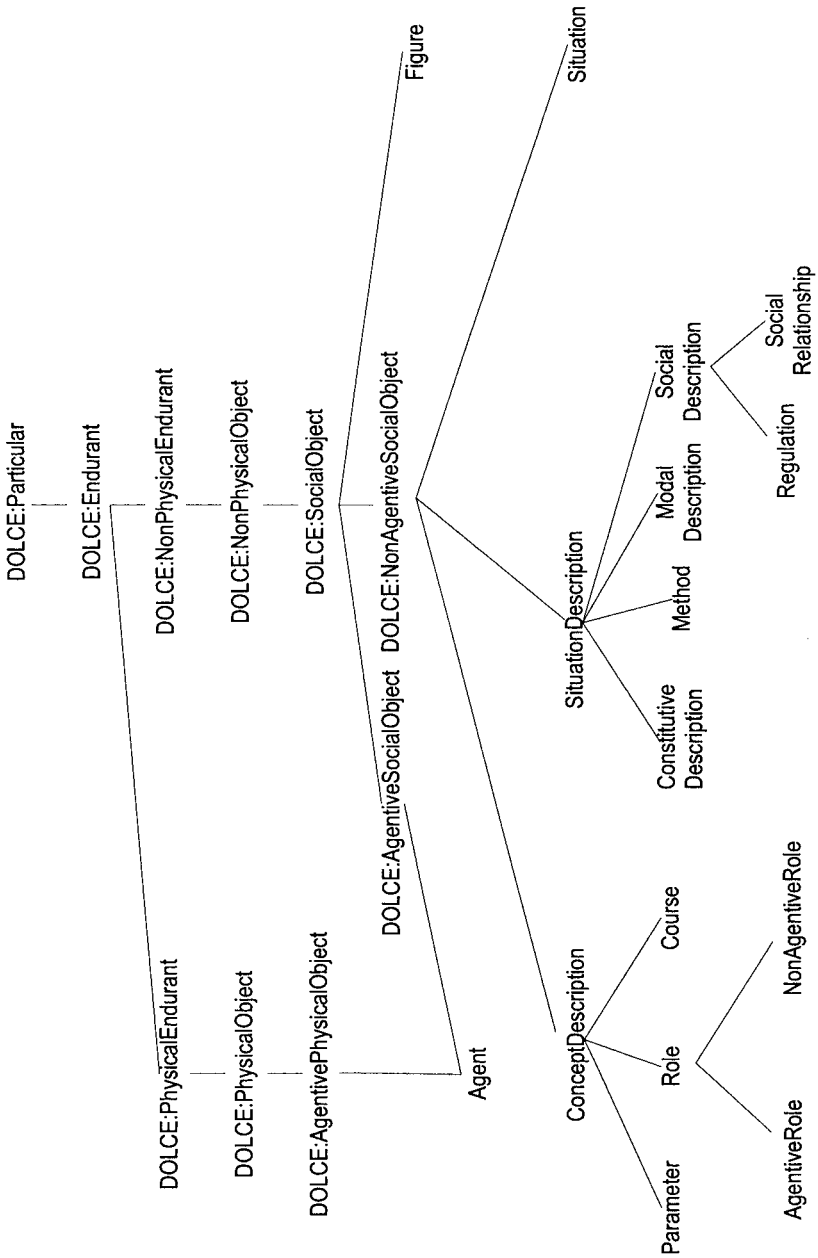 DOLCE:Particular
DOLCE:Endurant
DOLCE:PhysicalEndurant
DOLCE:NonPhysicalEndurant
DOLCE:PhysicalObject
DOLCE:NonPhysicalObject
DOLCE:AgentivePhysicalObject
DOLCE:SocialObject
DOLCE:AgentiveSocialObject
DOLCE:NonAgentiveSocialObject
Figure
Agent
ConceptDescription
SituationDescription
Situation
Parameter
Role
Course
Constitutive
Description
Method
Modal
Description
Social
Description
AgentiveRole
NonAgentiveRole
Regulation
Social
Relationship